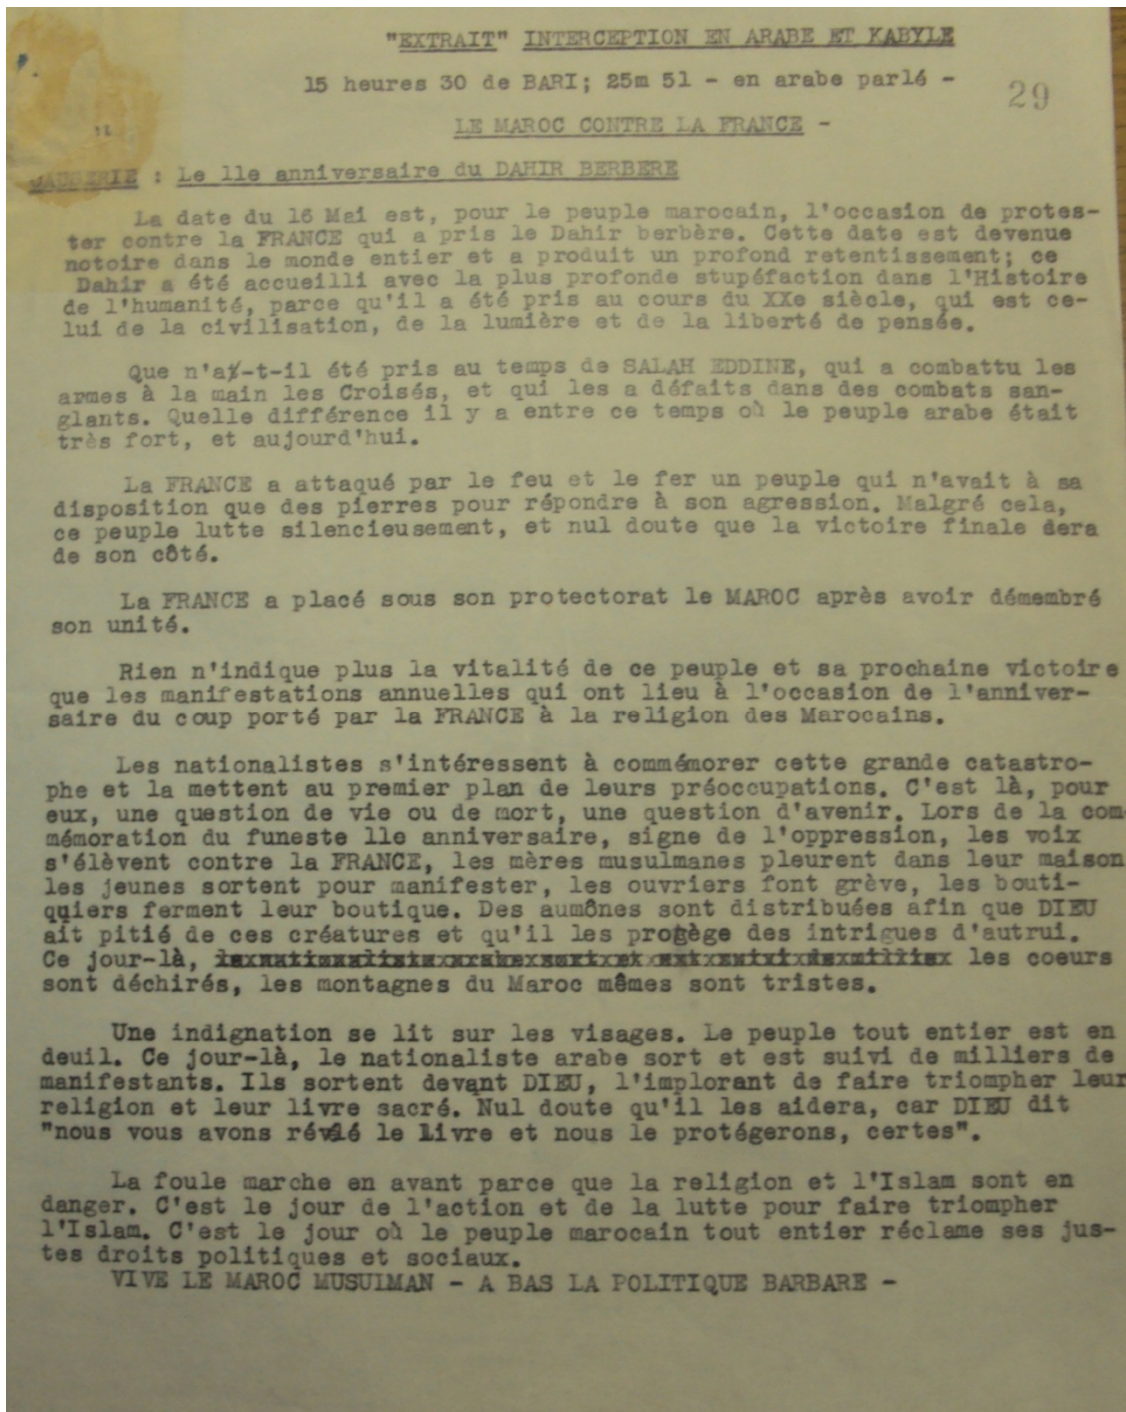 "EXTRAIT" INTERCEPTION EN ARABE ET KABYLE
15 heures 30 de BARI; 25m 51 - en arabe parlé -
29
LE MAROC CONTRE LA FRANCE -
CAUSERIE : Le 11e anniversaire du DAHIR BERBERE
La date du 16 Mai est, pour le peuple marocain, l'occasion de protes-
ter contre la FRANCE qui a pris le Dahir berbère. Cette date est devenue
notoire dans le monde entier et a produit un profond retentissement; ce
Dahir a été accueilli avec la plus profonde stupéfaction dans l'Histoire
de l'humanité, parce qu'il a été pris au cours du XXe siècle, qui est ce-
lui de la civilisation, de la lumière et de la liberté de pensée.
Que n'a-t-il été pris au temps de SALAH EDDINE, qui a combattu les
armes à la main les Croisés, et qui les a défaits dans des combats san-
glants. Quelle différence il y a entre ce temps où le peuple arabe était
très fort, et aujourd'hui.
La FRANCE a attaqué par le feu et le fer un peuple qui n'avait à sa
disposition que des pierres pour répondre à son agression. Malgré cela,
ce peuple lutte silencieusement, et nul doute que la victoire finale sera
de son côté.
La FRANCE a placé sous son protectorat le MAROC après avoir démembré
son unité.
Rien n'indique plus la vitalité de ce peuple et sa prochaine victoire
que les manifestations annuelles qui ont lieu à l'occasion de l'anniver-
saire du coup porté par la FRANCE à la religion des Marocains.
Les nationalistes s'intéressent à commémorer cette grande catastro-
phe et la mettent au premier plan de leurs préoccupations. C'est là, pour
eux, une question de vie ou de mort, une question d'avenir. Lors de la com-
mémoration du funeste 11e anniversaire, signe de l'oppression, les voix
s'élèvent contre la FRANCE, les mères musulmanes pleurent dans leur maison
les jeunes sortent pour manifester, les ouvriers font grève, les bouti-
quiers ferment leur boutique. Des aumônes sont distribuées afin que DIEU
ait pitié de ces créatures et qu'il les protège des intrigues d'autrui.
Ce jour-là, les coeurs
sont déchirés, les montagnes du Maroc mêmes sont tristes.
Une indignation se lit sur les visages. Le peuple tout entier est en
deuil. Ce jour-là, le nationaliste arabe sort et est suivi de milliers de
manifestants. Ils sortent devant DIEU, l'implorant de faire triompher leur
religion et leur livre sacré. Nul doute qu'il les aidera, car DIEU dit
"nous vous avons révélé le Livre et nous le protégerons, certes".
La foule marche en avant parce que la religion et l'Islam sont en
danger. C'est le jour de l'action et de la lutte pour faire triompher
l'Islam. C'est le jour où le peuple marocain tout entier réclame ses jus-
tes droits politiques et sociaux.
VIVE LE MAROC MUSULMAN - A BAS LA POLITIQUE BARBARE -